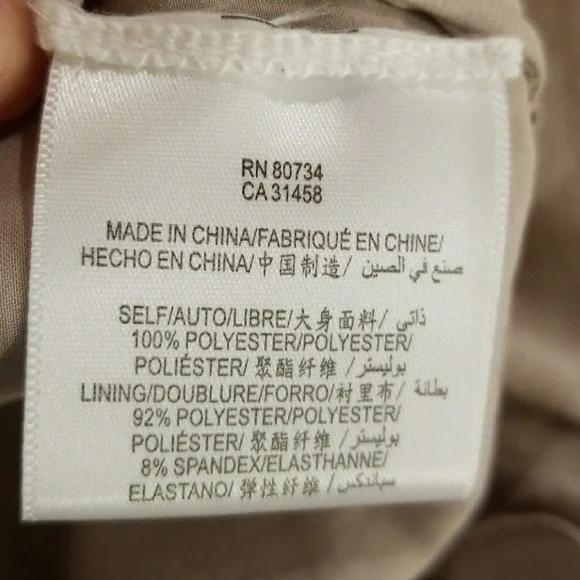 RN 80734
CA 31458
MADE IN CHINA/FABRIQUÉ EN CHINE/
HECHO EN CHINA/中国制造/ صنع في الصين
SELF/AUTO/LIBRE/大身面料/ ذاتي
100% POLYESTER/POLYESTER/
POLIÉSTER/ 聚酯纤维 /بوليستر/
LINING/DOUBLURE/FORRO/衬里布/ بطانة
92% POLYESTER/POLYESTER/
POLIÉSTER/ 聚酯纤维 /بوليستر/
8% SPANDEX/ELASTHANNE/
ELASTANO/ 弹性纤维 /سباندكس